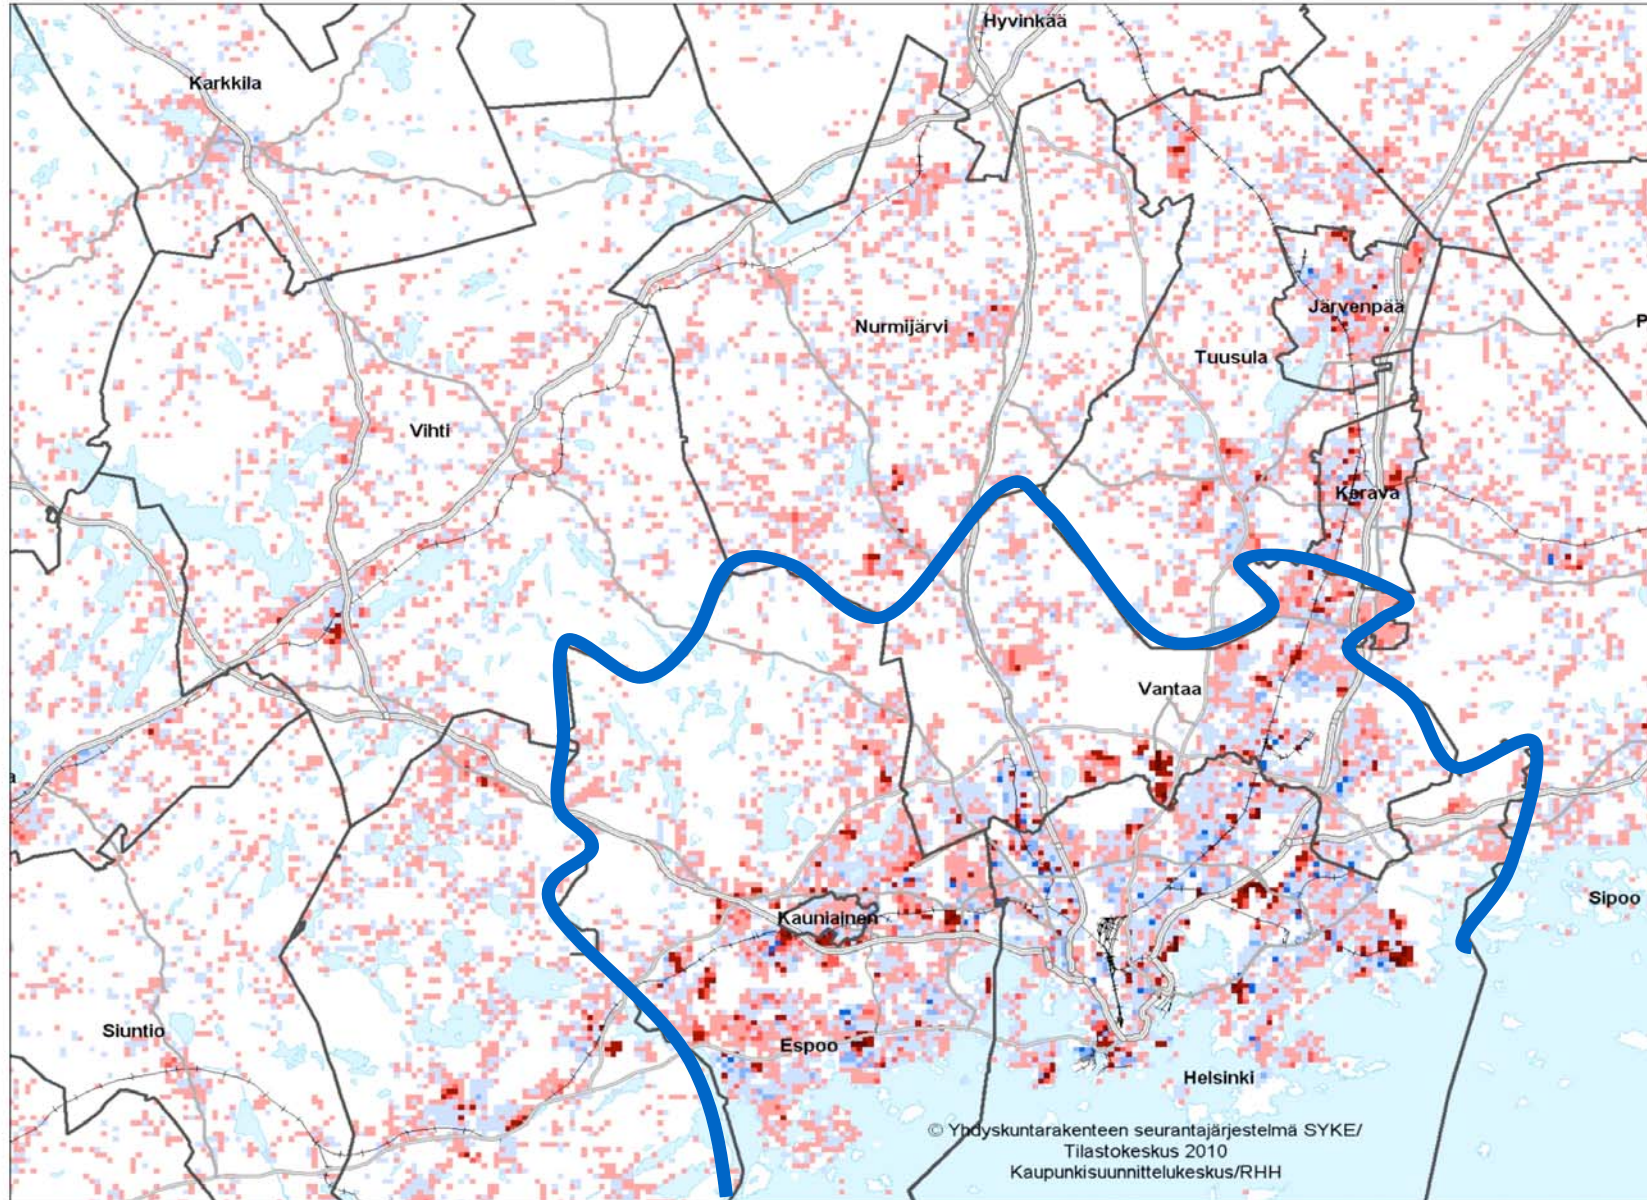 Hyvinkää
Karkkila
Järvenpää
Nurmijärvi
Tuusula
P
Vihti
Kerava
Vantaa
a
Kauniainen
Sipoo
Siuntio
Espoo
Helsinki
© Yhdyskuntarakenteen seurantajärjestelmä SYKE/
Tilastokeskus 2010
Kaupunkisuunnittelukeskus/RHH